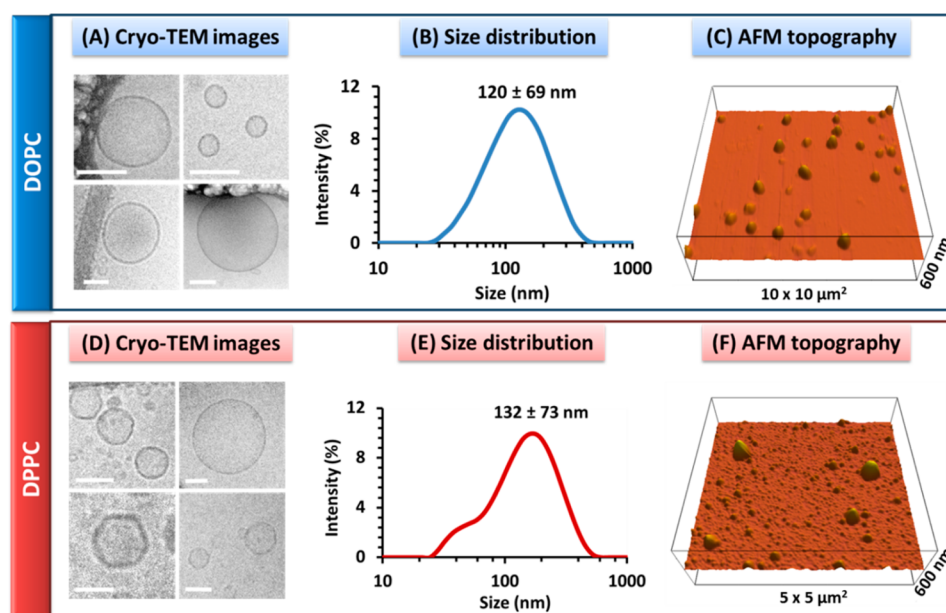 DOPC
(A) Cryo-TEM images
(B) Size distribution
120 ± 69 nm
Intensity (%)
12
8
4
0
10
100
1000
Size (nm)
(C) AFM topography
600 nm
10 x 10 µm²
DPPC
(D) Cryo-TEM images
(E) Size distribution
132 ± 73 nm
Intensity (%)
12
8
4
0
10
100
1000
Size (nm)
(F) AFM topography
600 nm
5 x 5 µm²